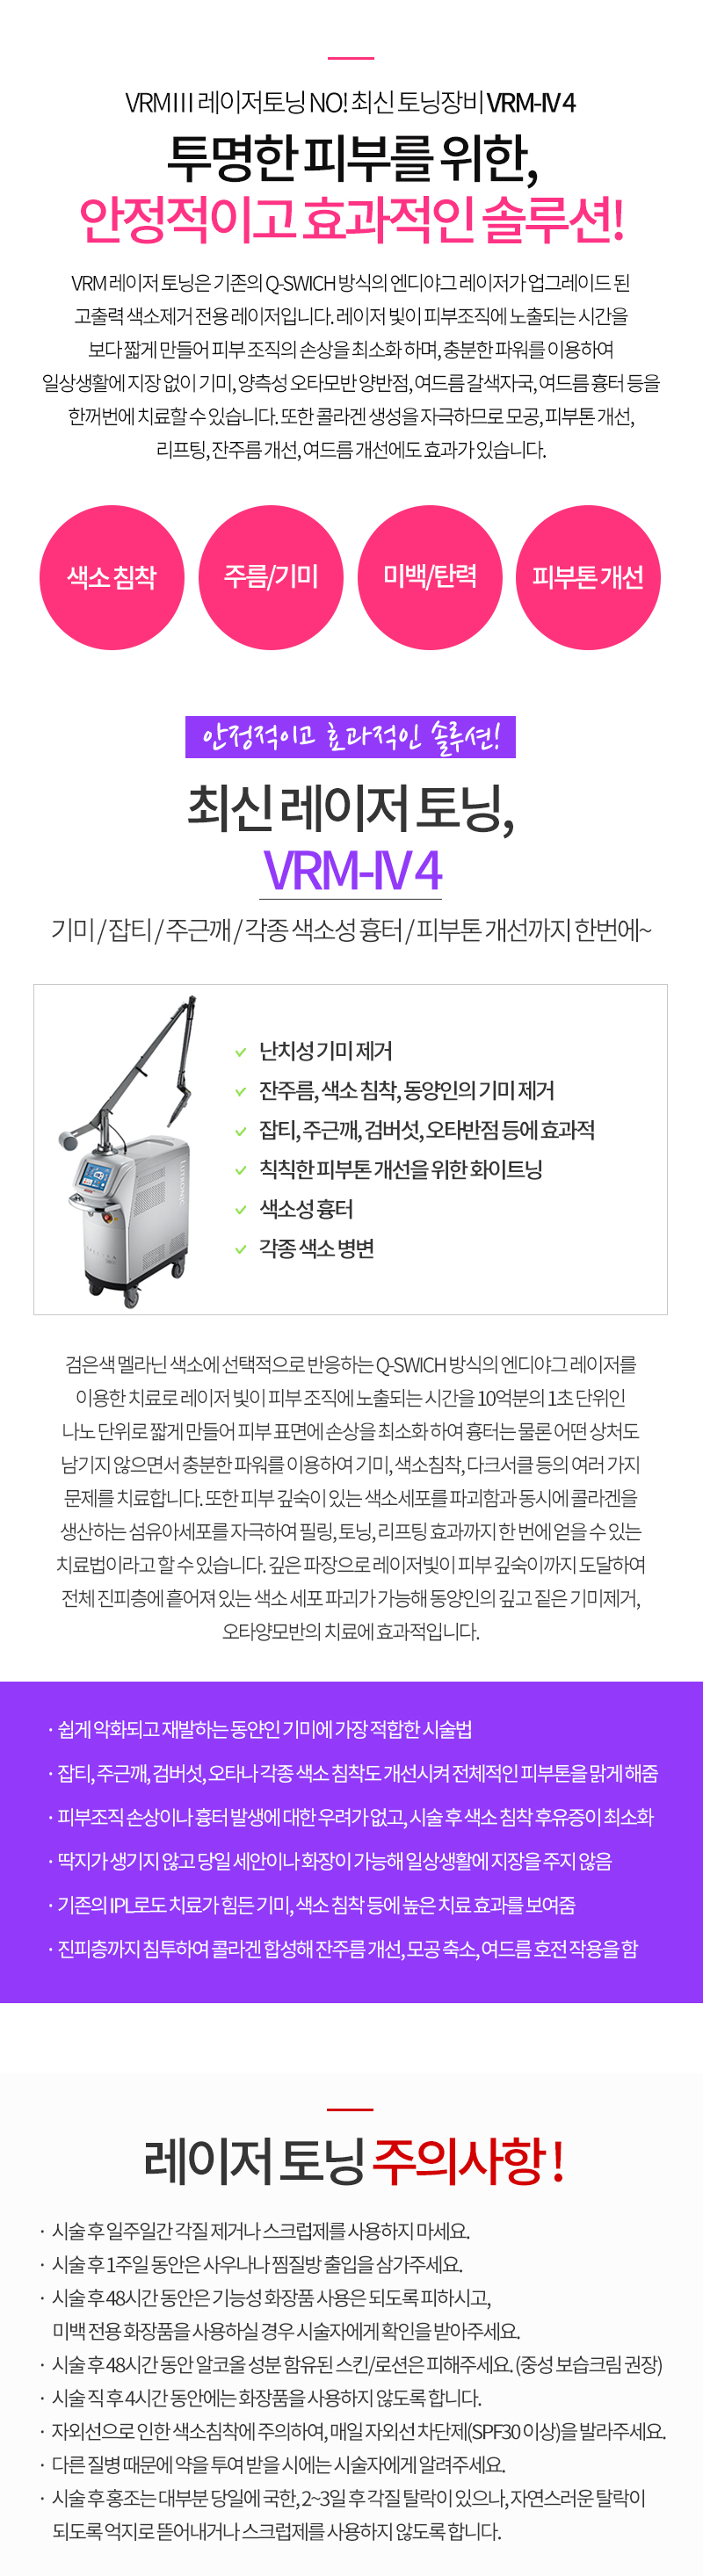 VRMⅠⅠⅠ 레이저토닝 NO! 최신 토닝장비 VRM-Ⅳ 4
투명한 피부를 위한,
안정적이고 효과적인 솔루션!
VRM 레이저 토닝은 기존의 Q-SWICH 방식의 엔디야그 레이저가 업그레이드 된
고출력 색소제거 전용 레이저입니다. 레이저 빛이 피부조직에 노출되는 시간을
보다 짧게 만들어 피부 조직의 손상을 최소화 하며, 충분한 파워를 이용하여
일상생활에 지장 없이 기미, 양측성 오타모반 양반점, 여드름 갈색자국, 여드름 흉터 등을
한꺼번에 치료할 수 있습니다. 또한 콜라겐 생성을 자극하므로 모공, 피부톤 개선,
리프팅, 잔주름 개선, 여드름 개선에도 효과가 있습니다.
색소 침착
주름/기미
미백/탄력
피부톤 개선
안정적이고 효과적인 솔루션!
최신 레이저 토닝,
VRM-Ⅳ 4
기미 / 잡티 / 주근깨 / 각종 색소성 흉터 / 피부톤 개선까지 한번에~
난치성 기미 제거
잔주름, 색소 침착, 동양인의 기미 제거
잡티, 주근깨, 검버섯, 오타반점 등에 효과적
칙칙한 피부톤 개선을 위한 화이트닝
색소성 흉터
각종 색소 병변
LUTRONIC
검은색 멜라닌 색소에 선택적으로 반응하는 Q-SWICH 방식의 엔디야그 레이저를
이용한 치료로 레이저 빛이 피부 조직에 노출되는 시간을 10억분의 1초 단위인
나노 단위로 짧게 만들어 피부 표면에 손상을 최소화 하여 흉터는 물론 어떤 상처도
남기지 않으면서 충분한 파워를 이용하여 기미, 색소침착, 다크서클 등의 여러 가지
문제를 치료합니다. 또한 피부 깊숙이 있는 색소세포를 파괴함과 동시에 콜라겐을
생산하는 섬유아세포를 자극하여 필링, 토닝, 리프팅 효과까지 한 번에 얻을 수 있는
치료법이라고 할 수 있습니다. 깊은 파장으로 레이저빛이 피부 깊숙이까지 도달하여
전체 진피층에 흩어져 있는 색소 세포 파괴가 가능해 동양인의 깊고 짙은 기미제거,
오타양모반의 치료에 효과적입니다.
· 쉽게 악화되고 재발하는 동얀인 기미에 가장 적합한 시술법
· 잡티, 주근깨, 검버섯, 오타나 각종 색소 침착도 개선시켜 전체적인 피부톤을 맑게 해줌
· 피부조직 손상이나 흉터 발생에 대한 우려가 없고, 시술 후 색소 침착 후유증이 최소화
· 딱지가 생기지 않고 당일 세안이나 화장이 가능해 일상생활에 지장을 주지 않음
· 기존의 IPL로도 치료가 힘든 기미, 색소 침착 등에 높은 치료 효과를 보여줌
· 진피층까지 침투하여 콜라겐 합성해 잔주름 개선, 모공 축소, 여드름 호전 작용을 함
레이저 토닝 주의사항 !
· 시술 후 일주일간 각질 제거나 스크럽제를 사용하지 마세요.
· 시술 후 1주일 동안은 사우나나 찜질방 출입을 삼가주세요.
· 시술 후 48시간 동안은 기능성 화장품 사용은 되도록 피하시고,
미백 전용 화장품을 사용하실 경우 시술자에게 확인을 받아주세요.
· 시술 후 48시간 동안 알코올 성분 함유된 스킨/로션은 피해주세요. (중성 보습크림 권장)
· 시술 직 후 4시간 동안에는 화장품을 사용하지 않도록 합니다.
· 자외선으로 인한 색소침착에 주의하여, 매일 자외선 차단제(SPF30 이상)을 발라주세요.
· 다른 질병 때문에 약을 투여 받을 시에는 시술자에게 알려주세요.
· 시술 후 홍조는 대부분 당일에 국한, 2~3일 후 각질 탈락이 있으나, 자연스러운 탈락이
되도록 억지로 뜯어내거나 스크럽제를 사용하지 않도록 합니다.